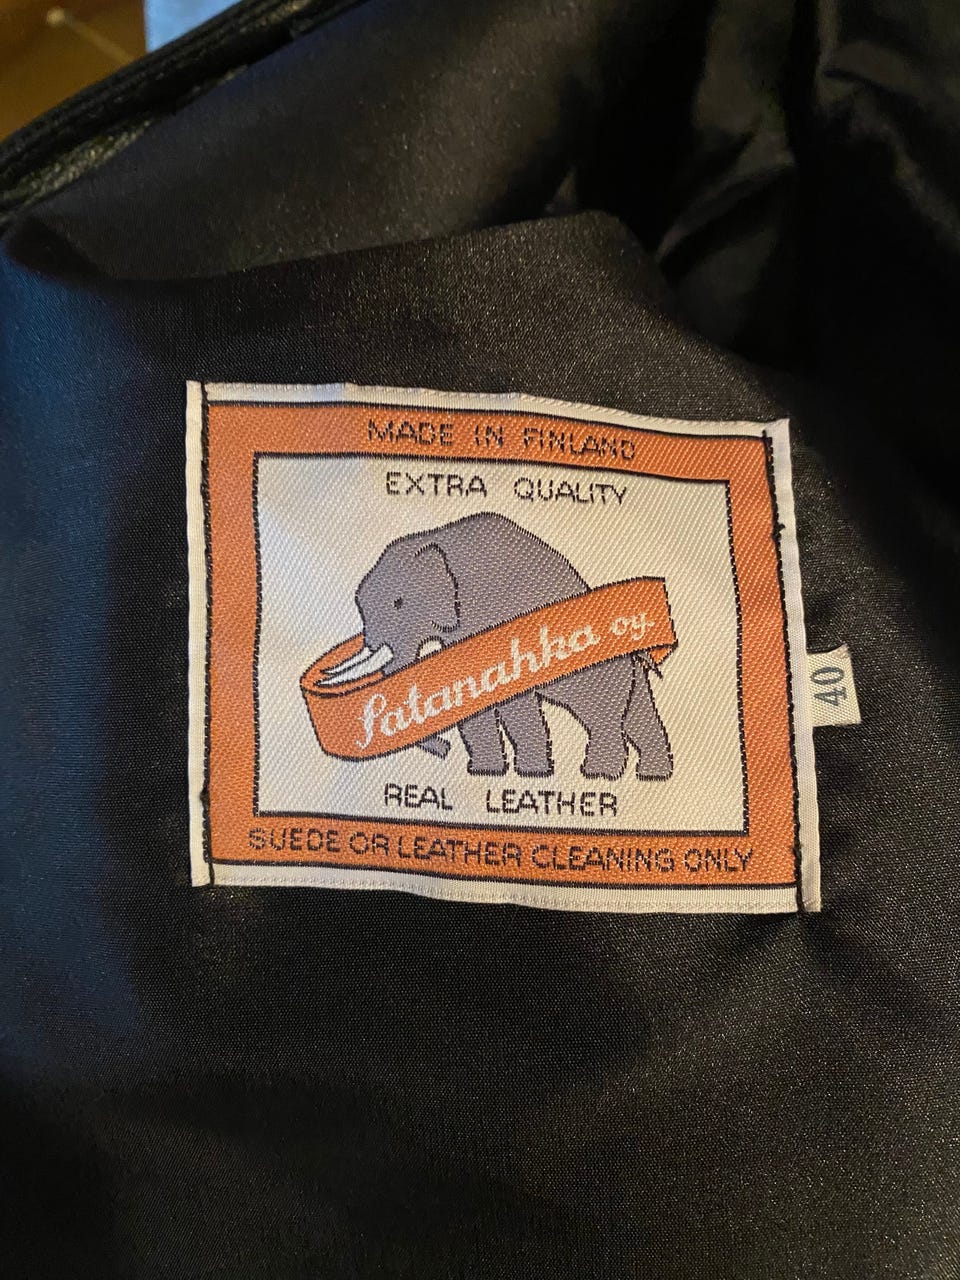 MADE IN FINLAND
EXTRA QUALITY
Satanahka oy.
REAL LEATHER
SUEDE OR LEATHER CLEANING ONLY
40